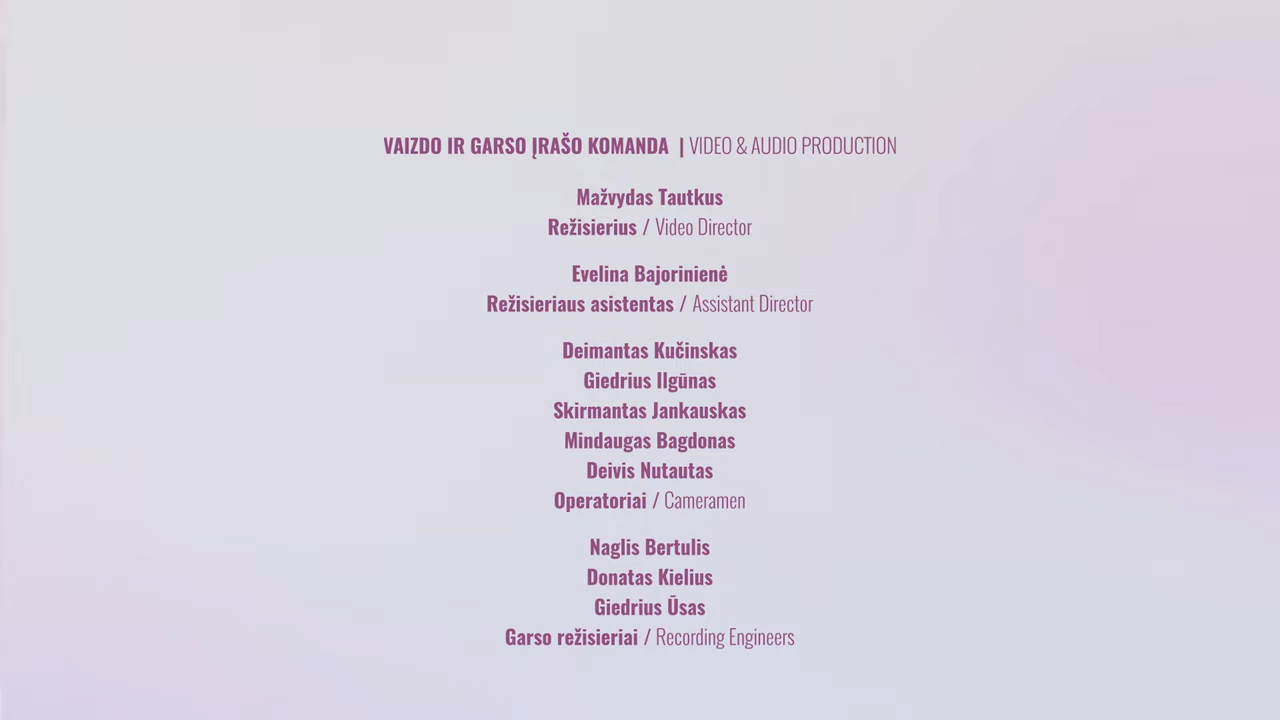 VAIZDO IR GARSO ĮRAŠO KOMANDA | VIDEO & AUDIO PRODUCTION
Mažvydas Tautkus
Režisierius / Video Director
Evelina Bajorinienė
Režisieriaus asistentas / Assistant Director
Deimantas Kučinskas
Giedrius Ilgūnas
Skirmantas Jankauskas
Mindaugas Bagdonas
Deivis Nutautas
Operatoriai / Cameramen
Naglis Bertulis
Donatas Kielius
Giedrius Ūsas
Garso režisieriai / Recording Engineers